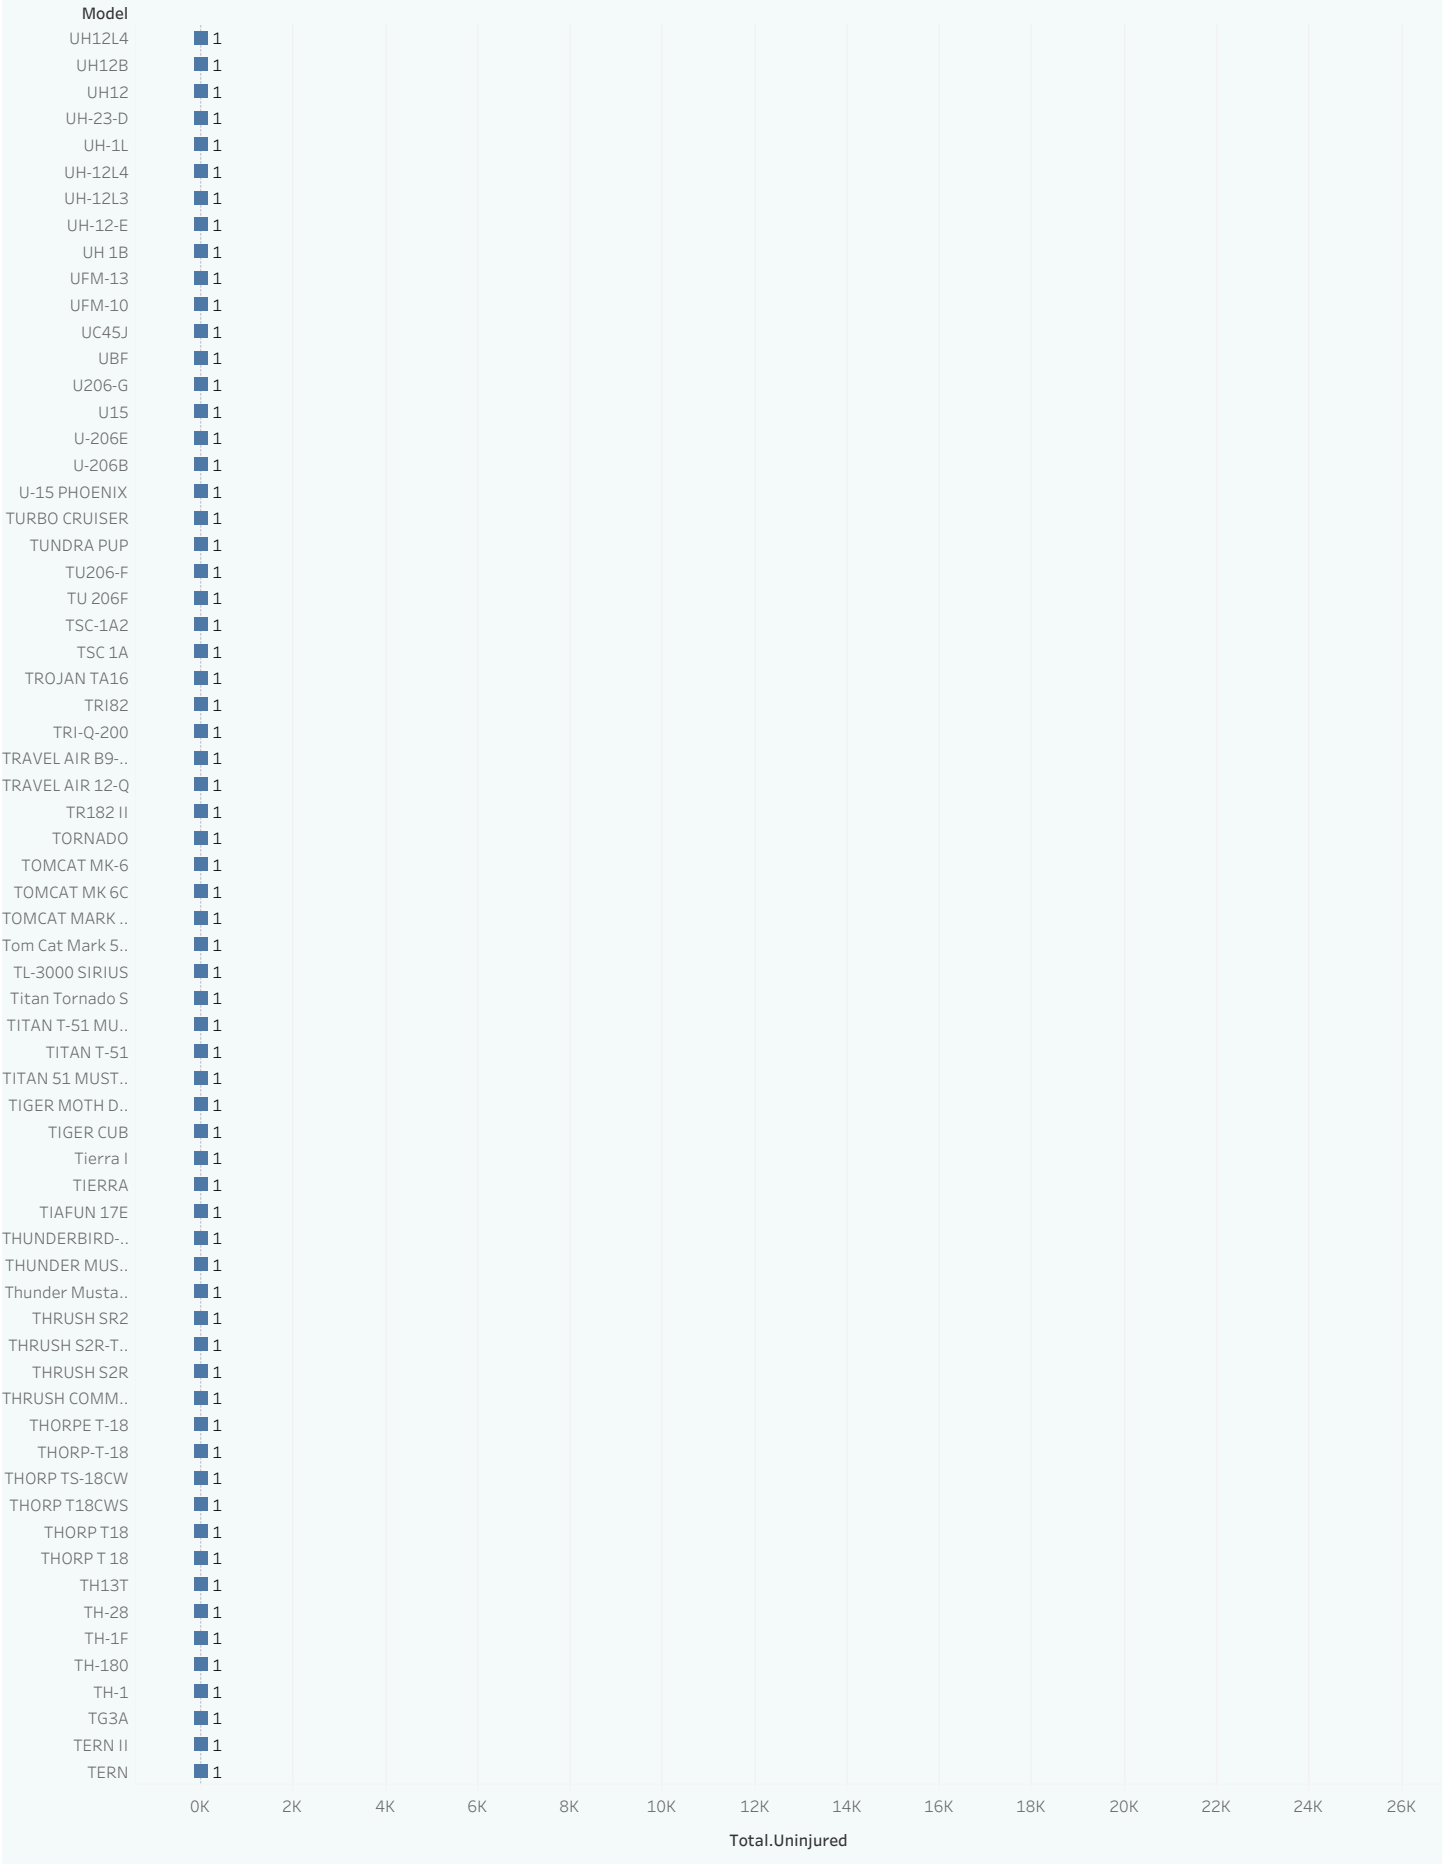 Model
UH12L4 1
UH12B 1
UH12 1
UH-23-D 1
UH-1L 1
UH-12L4 1
UH-12L3 1
UH-12-E 1
UH 1B 1
UFM-13 1
UFM-10 1
UC45J 1
UBF 1
U206-G 1
U15 1
U-206E 1
U-206B 1
U-15 PHOENIX 1
TURBO CRUISER 1
TUNDRA PUP 1
TU206-F 1
TU 206F 1
TSC-1A2 1
TSC 1A 1
TROJAN TA16 1
TRI82 1
TRI-Q-200 1
TRAVEL AIR B9-.. 1
TRAVEL AIR 12-Q 1
TR182 II 1
TORNADO 1
TOMCAT MK-6 1
TOMCAT MK 6C 1
TOMCAT MARK .. 1
Tom Cat Mark 5.. 1
TL-3000 SIRIUS 1
Titan Tornado S 1
TITAN T-51 MU.. 1
TITAN T-51 1
TITAN 51 MUST.. 1
TIGER MOTH D.. 1
TIGER CUB 1
Tierra I 1
TIERRA 1
TIAFUN 17E 1
THUNDERBIRD-.. 1
THUNDER MUS.. 1
Thunder Musta.. 1
THRUSH SR2 1
THRUSH S2R-T.. 1
THRUSH S2R 1
THRUSH COMM.. 1
THORPE T-18 1
THORP-T-18 1
THORP TS-18CW 1
THORP T18CWS 1
THORP T18 1
THORP T 18 1
TH13T 1
TH-28 1
TH-1F 1
TH-180 1
TH-1 1
TG3A 1
TERN II 1
TERN 1
0K 2K 4K 6K 8K 10K 12K 14K 16K 18K 20K 22K 24K 26K
Total.Uninjured